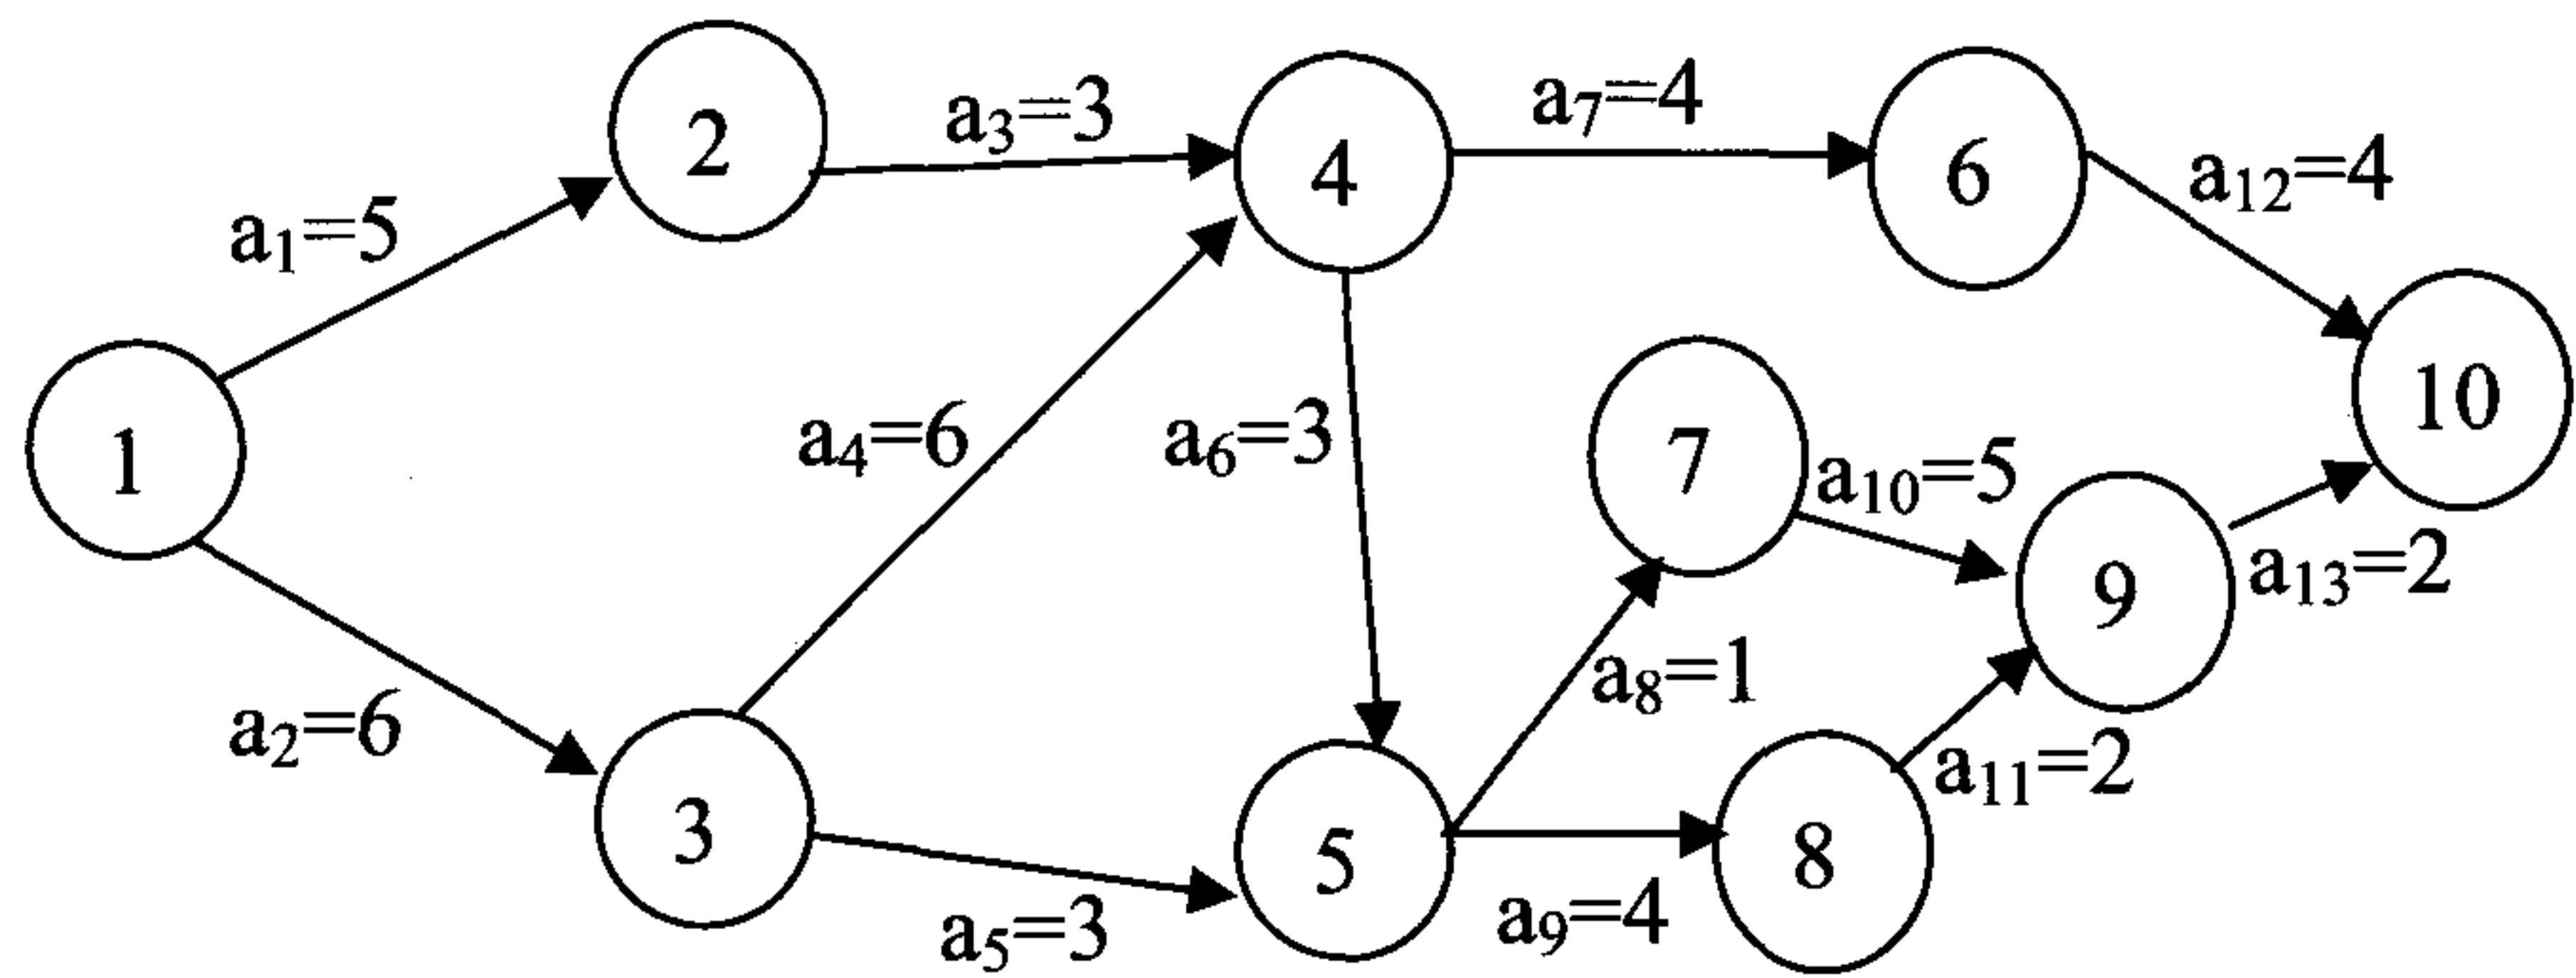 2
a₃=3
4
a₇=4
6
a₁₂=4
a₁=5
1
a₄=6
a₆=3
7
a₁₀=5
10
9
a₁₃=2
a₂=6
3
a₅=3
5
a₈=1
a₉=4
8
a₁₁=2